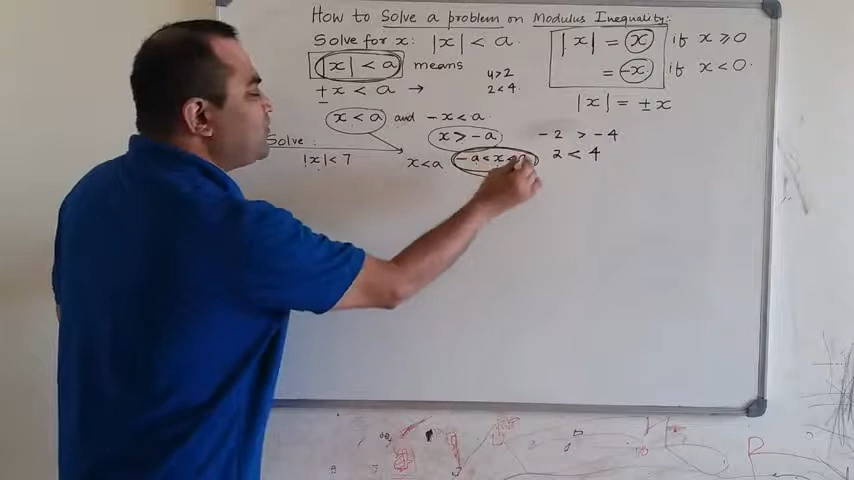 How to Solve a problem on Modulus Inequality:
Solve for x: |x| < a.
|x| < a means
± x < a →
4 > 2
2 < 4.
x < a and -x < a.
x > -a
Solve:
|x| < 7
x < a
-a < x <
|x| = x if x ≥ 0
= -x if x < 0.
|x| = ± x
-2 > -4
2 < 4